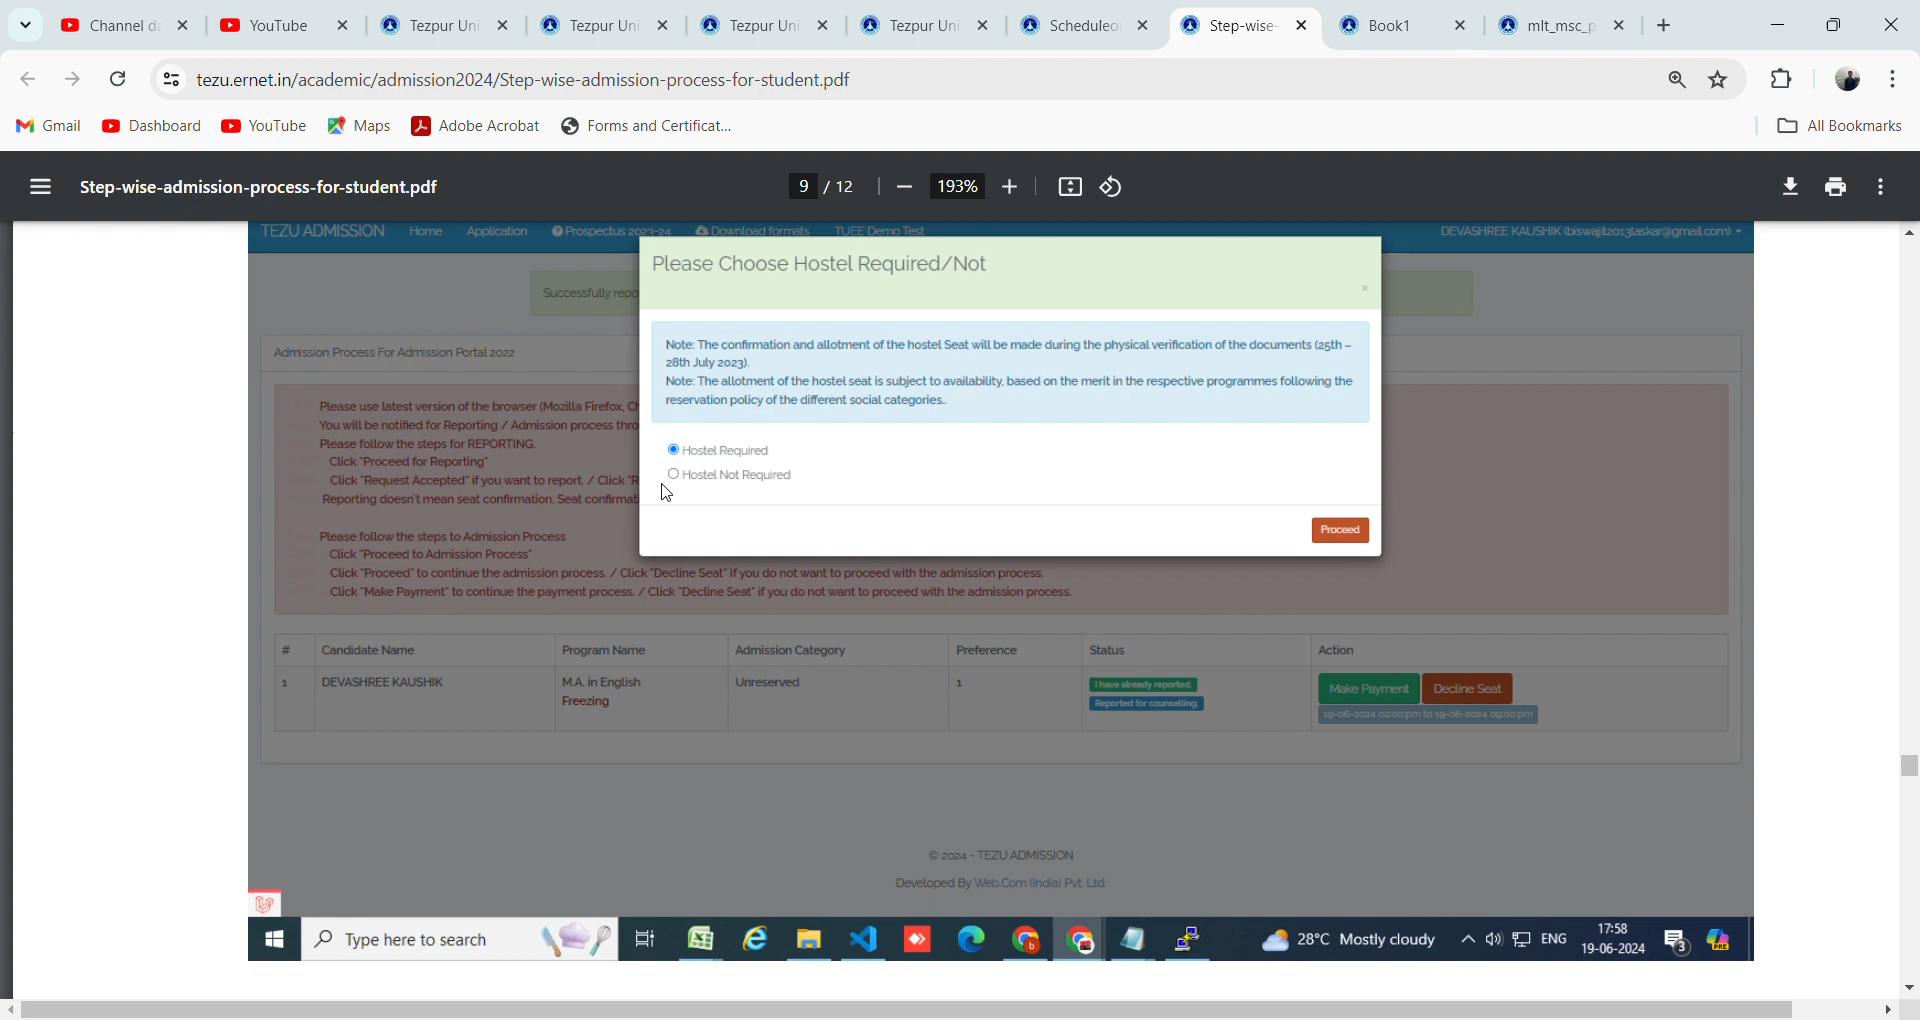 Channel da
YouTube
Tezpur Uni
Tezpur Uni
Tezpur Uni
Tezpur Uni
Scheduleof
Step-wise-
Book1
mlt_msc_p
tezu.ernet.in/academic/admission2024/Step-wise-admission-process-for-student.pdf
Gmail
Dashboard
YouTube
Maps
Adobe Acrobat
Forms and Certificat...
All Bookmarks
Step-wise-admission-process-for-student.pdf
9 / 12
193%
TEZU ADMISSION Home Application Prospectus 2023-24 Download formats TUEE Demo Test DEVASHREE KAUSHIK (biswajit2013laskar@gmail.com)
Please Choose Hostel Required/Not
×
Successfully repo
Note: The confirmation and allotment of the hostel Seat will be made during the physical verification of the documents (25th –
28th July 2023).
Note: The allotment of the hostel seat is subject to availability, based on the merit in the respective programmes following the
reservation policy of the different social categories..
Hostel Required
Hostel Not Required
Proceed
Admission Process For Admission Portal 2022
Please use latest version of the browser (Mozilla Firefox, Ch
You will be notified for Reporting / Admission process thro
Please follow the steps for REPORTING.
Click "Proceed for Reporting"
Click "Request Accepted" if you want to report. / Click "R
Reporting doesn't mean seat confirmation. Seat confirmati
Please follow the steps to Admission Process
Click "Proceed to Admission Process"
Click "Proceed" to continue the admission process. / Click "Decline Seat" if you do not want to proceed with the admission process.
Click "Make Payment" to continue the payment process. / Click "Decline Seat" if you do not want to proceed with the admission process.
# Candidate Name Program Name Admission Category Preference Status Action
1 DEVASHREE KAUSHIK M.A. in English Unreserved 1 I have already reported. Make Payment Decline Seat
Freezing Reported for counselling. 19-06-2024 02:00:pm to 19-06-2024 09:00:pm
© 2024 - TEZU ADMISSION
Developed By Web.Com (India) Pvt. Ltd.
Type here to search
28°C Mostly cloudy
ENG
17:58
19-06-2024
3
PRE